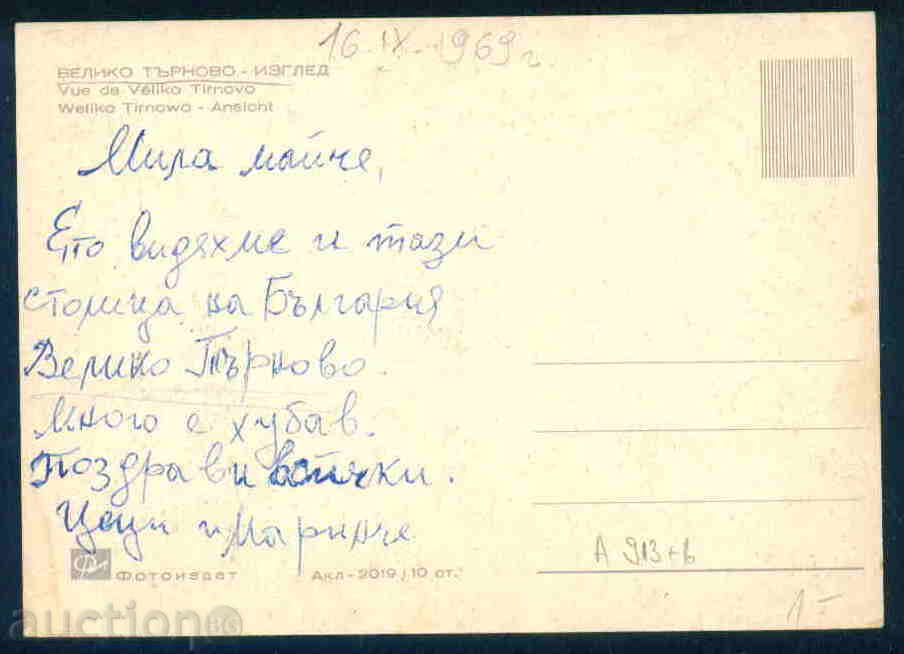 16.IX.1969 г.
ВЕЛИКО ТЪРНОВО - ИЗГЛЕД
Vue de Véliko Tirnovo
Weliko Tirnowo - Ansicht
Мила майче,
Ето видяхме и тази
столица на България
Велико Търново.
Много е хубав.
Поздрави всички.
Цеци и Маринче
Фотоиздат
Акл-2019 / 10 ст.
А 913+в
1-
auction BG